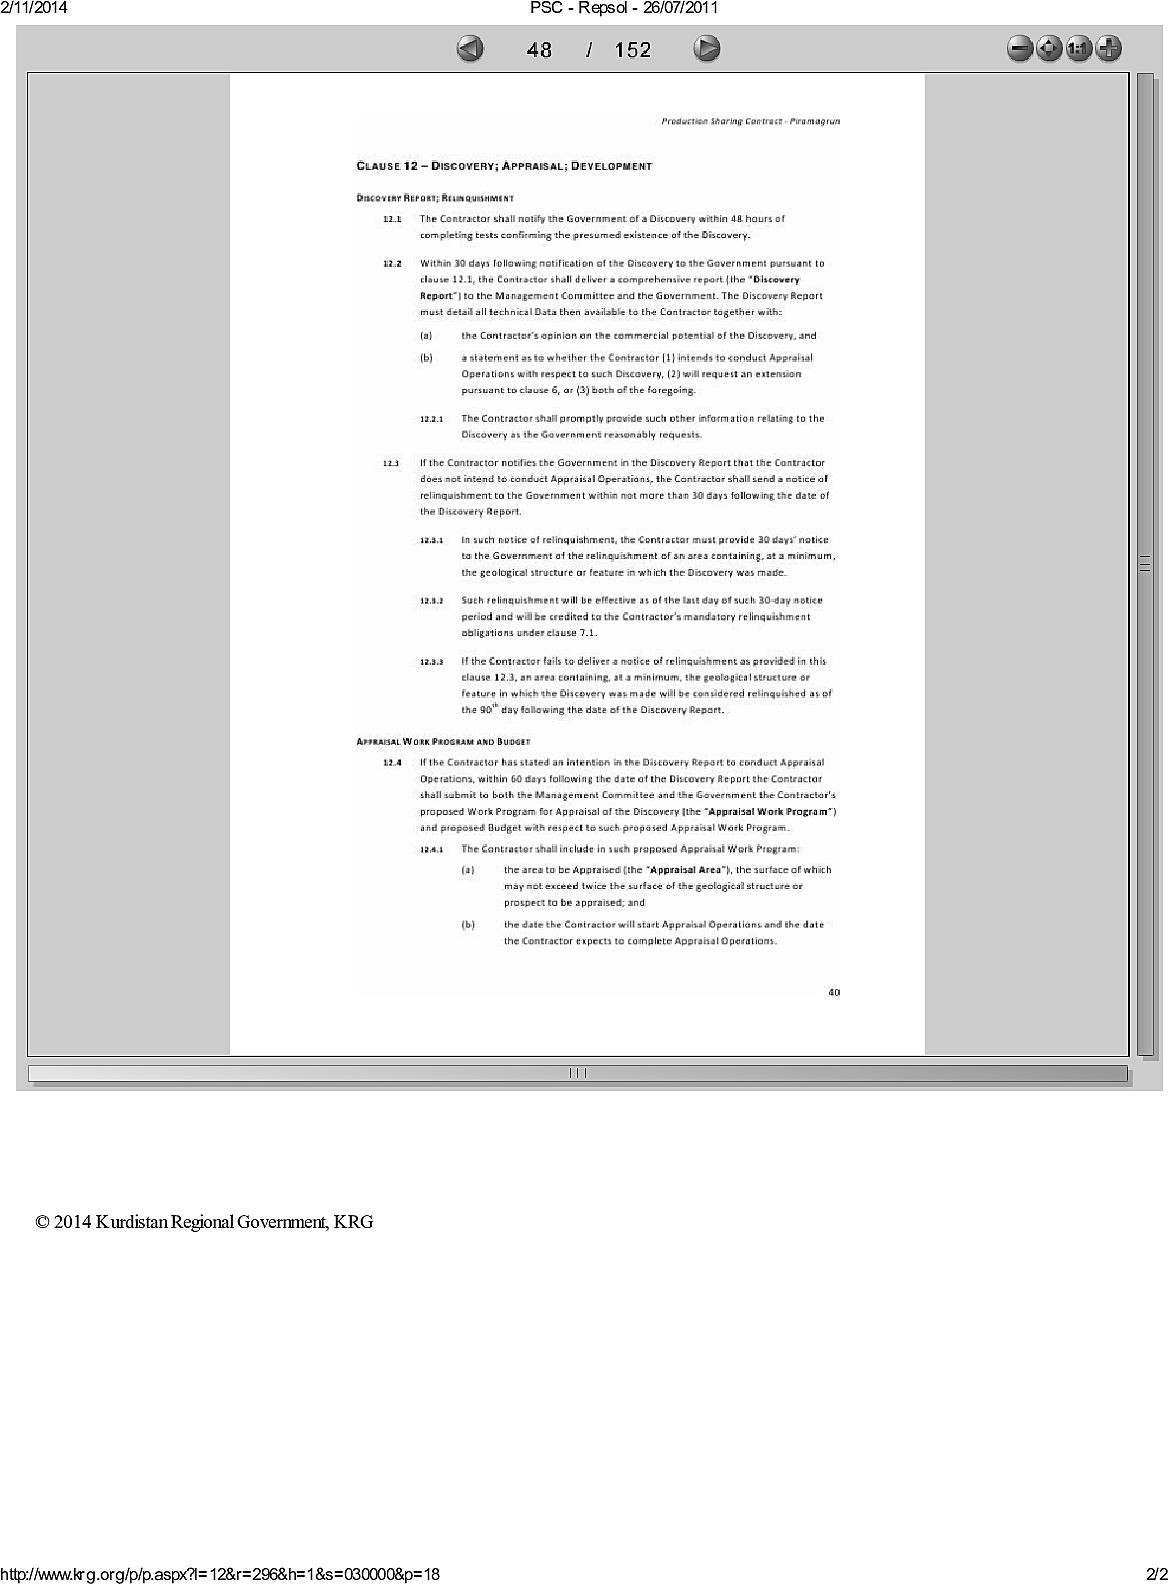 2/11/2014 PSC - Repsol - 26/07/2011
48 / 152
1:1
Production Sharing Contract - Piramagrun
CLAUSE 12 – DISCOVERY; APPRAISAL; DEVELOPMENT
DISCOVERY REPORT; RELINQUISHMENT
12.1 The Contractor shall notify the Government of a Discovery within 48 hours of
completing tests confirming the presumed existence of the Discovery.
12.2 Within 30 days following notification of the Discovery to the Government pursuant to
clause 12.1, the Contractor shall deliver a comprehensive report (the “Discovery
Report”) to the Management Committee and the Government. The Discovery Report
must detail all technical Data then available to the Contractor together with:
(a) the Contractor’s opinion on the commercial potential of the Discovery, and
(b) a statement as to whether the Contractor (1) intends to conduct Appraisal
Operations with respect to such Discovery, (2) will request an extension
pursuant to clause 6, or (3) both of the foregoing.
12.2.1 The Contractor shall promptly provide such other information relating to the
Discovery as the Government reasonably requests.
12.3 If the Contractor notifies the Government in the Discovery Report that the Contractor
does not intend to conduct Appraisal Operations, the Contractor shall send a notice of
relinquishment to the Government within not more than 30 days following the date of
the Discovery Report.
12.3.1 In such notice of relinquishment, the Contractor must provide 30 days’ notice
to the Government of the relinquishment of an area containing, at a minimum,
the geological structure or feature in which the Discovery was made.
12.3.2 Such relinquishment will be effective as of the last day of such 30-day notice
period and will be credited to the Contractor’s mandatory relinquishment
obligations under clause 7.1.
12.3.3 If the Contractor fails to deliver a notice of relinquishment as provided in this
clause 12.3, an area containing, at a minimum, the geological structure or
feature in which the Discovery was made will be considered relinquished as of
the 90th day following the date of the Discovery Report.
APPRAISAL WORK PROGRAM AND BUDGET
12.4 If the Contractor has stated an intention in the Discovery Report to conduct Appraisal
Operations, within 60 days following the date of the Discovery Report the Contractor
shall submit to both the Management Committee and the Government the Contractor’s
proposed Work Program for Appraisal of the Discovery (the “Appraisal Work Program”)
and proposed Budget with respect to such proposed Appraisal Work Program.
12.4.1 The Contractor shall include in such proposed Appraisal Work Program:
(a) the area to be Appraised (the “Appraisal Area”), the surface of which
may not exceed twice the surface of the geological structure or
prospect to be appraised; and
(b) the date the Contractor will start Appraisal Operations and the date
the Contractor expects to complete Appraisal Operations.
40
© 2014 Kurdistan Regional Government, KRG
http://www.krg.org/p/p.aspx?l=12&r=296&h=1&s=030000&p=18 2/2